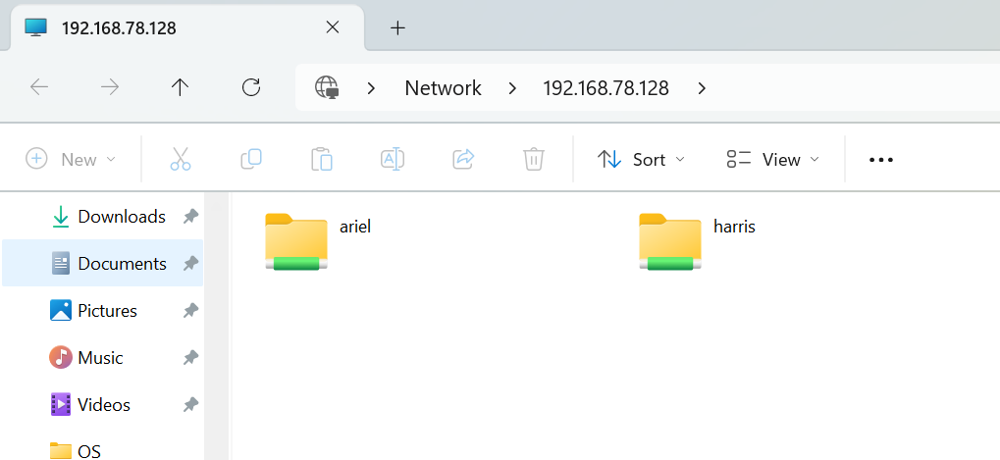 192.168.78.128
Network 192.168.78.128
New Sort View
Downloads
Documents
Pictures
Music
Videos
OS
ariel
harris